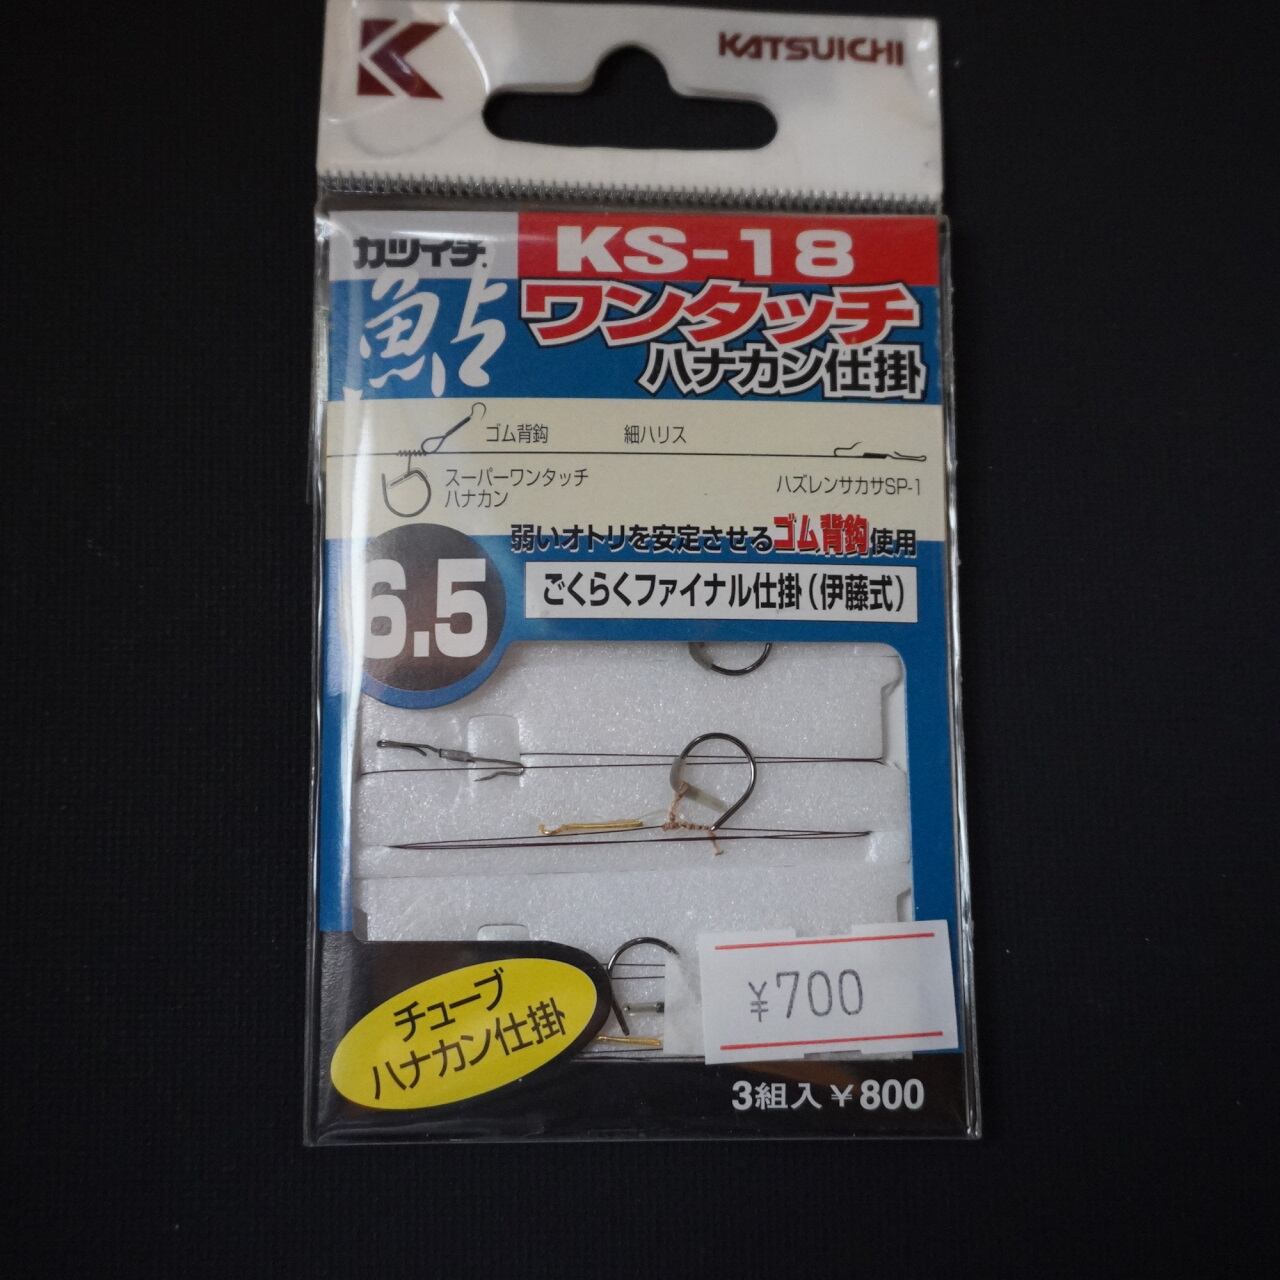 K
KATSUICHI
カツイチ.
KS-18
鮎
ワンタッチ
ハナカン仕掛
ゴム背鈎
細ハリス
スーパーワンタッチ
ハナカン
ハズレンサカサSP-1
弱いオトリを安定させるゴム背鈎使用
6.5
ごくらくファイナル仕掛(伊藤式)
¥700
チューブ
ハナカン仕掛
3組入¥800